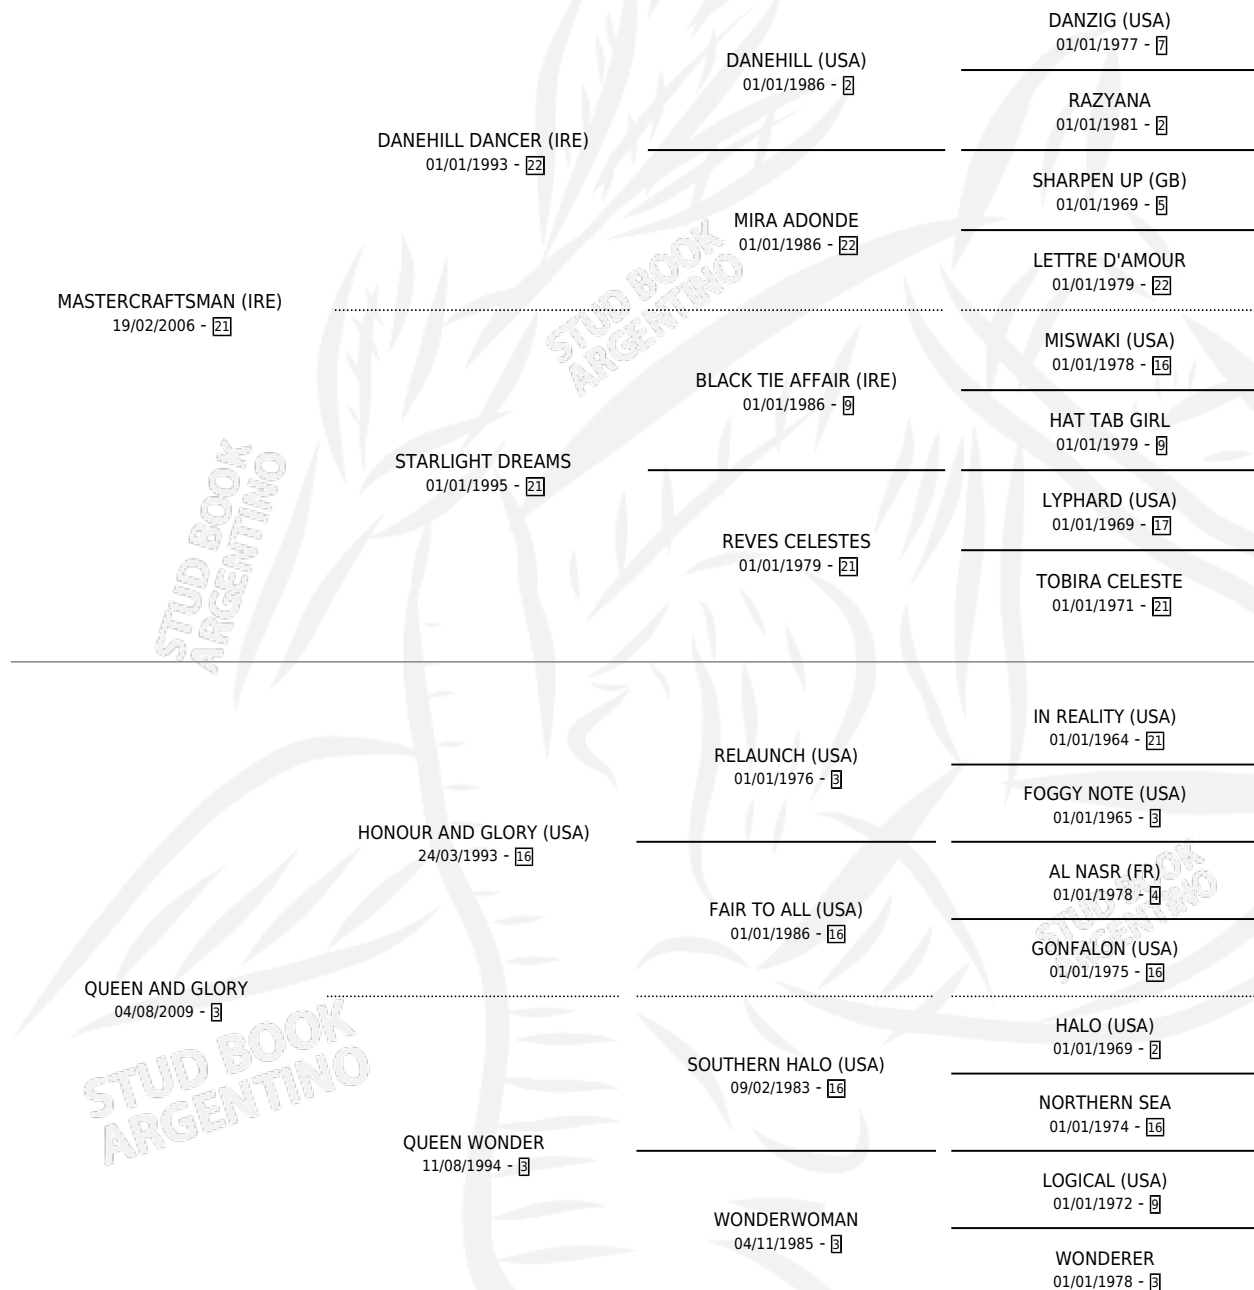 DANZIG (USA)
01/01/1977 - 7
DANEHILL (USA)
01/01/1986 - 2
RAZYANA
01/01/1981 - 2
DANEHILL DANCER (IRE)
01/01/1993 - 22
SHARPEN UP (GB)
01/01/1969 - 5
MIRA ADONDE
01/01/1986 - 22
LETTRE D'AMOUR
01/01/1979 - 22
MASTERCRAFTSMAN (IRE)
19/02/2006 - 21
STUD BOOK
ARGENTINO
MISWAKI (USA)
01/01/1978 - 16
BLACK TIE AFFAIR (IRE)
01/01/1986 - 9
HAT TAB GIRL
01/01/1979 - 9
STARLIGHT DREAMS
01/01/1995 - 21
LYPHARD (USA)
01/01/1969 - 17
REVES CELESTES
01/01/1979 - 21
TOBIRA CELESTE
01/01/1971 - 21
STUD BOOK
ARGENTINO
IN REALITY (USA)
01/01/1964 - 21
RELAUNCH (USA)
01/01/1976 - 3
FOGGY NOTE (USA)
01/01/1965 - 3
HONOUR AND GLORY (USA)
24/03/1993 - 16
AL NASR (FR)
01/01/1978 - 4
FAIR TO ALL (USA)
01/01/1986 - 16
STUD BOOK
ARGENTINO
GONFALON (USA)
01/01/1975 - 16
QUEEN AND GLORY
04/08/2009 - 3
STUD BOOK
ARGENTINO
HALO (USA)
01/01/1969 - 2
SOUTHERN HALO (USA)
09/02/1983 - 16
NORTHERN SEA
01/01/1974 - 16
QUEEN WONDER
11/08/1994 - 3
LOGICAL (USA)
01/01/1972 - 9
WONDERWOMAN
04/11/1985 - 3
WONDERER
01/01/1978 - 3